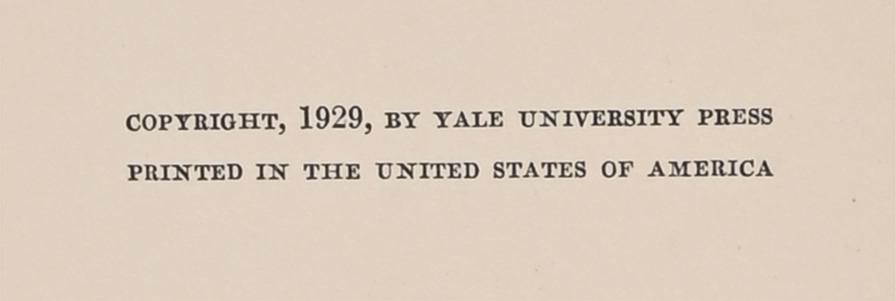 COPYRIGHT, 1929, BY YALE UNIVERSITY PRESS
PRINTED IN THE UNITED STATES OF AMERICA